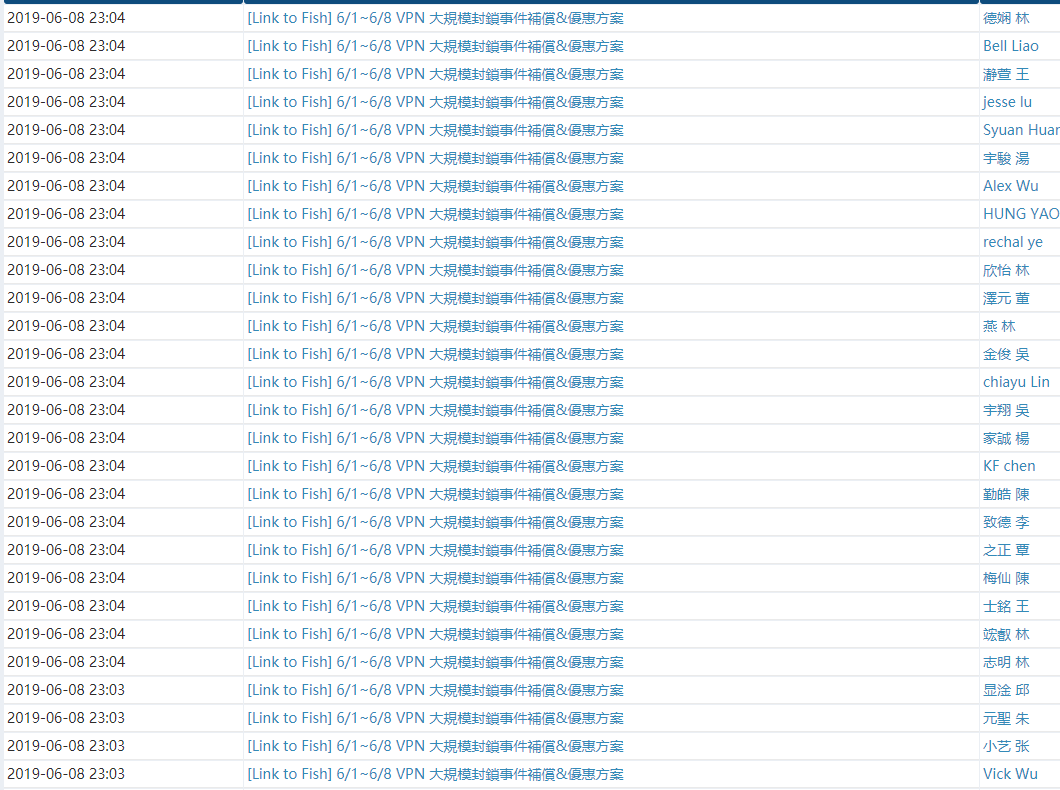 2019-06-08 23:04 [Link to Fish] 6/1~6/8 VPN 大規模封鎖事件補償&優惠方案 德娴 林
2019-06-08 23:04 [Link to Fish] 6/1~6/8 VPN 大規模封鎖事件補償&優惠方案 Bell Liao
2019-06-08 23:04 [Link to Fish] 6/1~6/8 VPN 大規模封鎖事件補償&優惠方案 瀞萱 王
2019-06-08 23:04 [Link to Fish] 6/1~6/8 VPN 大規模封鎖事件補償&優惠方案 jesse lu
2019-06-08 23:04 [Link to Fish] 6/1~6/8 VPN 大規模封鎖事件補償&優惠方案 Syuan Huan
2019-06-08 23:04 [Link to Fish] 6/1~6/8 VPN 大規模封鎖事件補償&優惠方案 宇駿 湯
2019-06-08 23:04 [Link to Fish] 6/1~6/8 VPN 大規模封鎖事件補償&優惠方案 Alex Wu
2019-06-08 23:04 [Link to Fish] 6/1~6/8 VPN 大規模封鎖事件補償&優惠方案 HUNG YAO
2019-06-08 23:04 [Link to Fish] 6/1~6/8 VPN 大規模封鎖事件補償&優惠方案 rechal ye
2019-06-08 23:04 [Link to Fish] 6/1~6/8 VPN 大規模封鎖事件補償&優惠方案 欣怡 林
2019-06-08 23:04 [Link to Fish] 6/1~6/8 VPN 大規模封鎖事件補償&優惠方案 澤元 董
2019-06-08 23:04 [Link to Fish] 6/1~6/8 VPN 大規模封鎖事件補償&優惠方案 燕 林
2019-06-08 23:04 [Link to Fish] 6/1~6/8 VPN 大規模封鎖事件補償&優惠方案 金俊 吳
2019-06-08 23:04 [Link to Fish] 6/1~6/8 VPN 大規模封鎖事件補償&優惠方案 chiayu Lin
2019-06-08 23:04 [Link to Fish] 6/1~6/8 VPN 大規模封鎖事件補償&優惠方案 宇翔 吳
2019-06-08 23:04 [Link to Fish] 6/1~6/8 VPN 大規模封鎖事件補償&優惠方案 家誠 楊
2019-06-08 23:04 [Link to Fish] 6/1~6/8 VPN 大規模封鎖事件補償&優惠方案 KF chen
2019-06-08 23:04 [Link to Fish] 6/1~6/8 VPN 大規模封鎖事件補償&優惠方案 勤皓 陳
2019-06-08 23:04 [Link to Fish] 6/1~6/8 VPN 大規模封鎖事件補償&優惠方案 致德 李
2019-06-08 23:04 [Link to Fish] 6/1~6/8 VPN 大規模封鎖事件補償&優惠方案 之正 覃
2019-06-08 23:04 [Link to Fish] 6/1~6/8 VPN 大規模封鎖事件補償&優惠方案 梅仙 陳
2019-06-08 23:04 [Link to Fish] 6/1~6/8 VPN 大規模封鎖事件補償&優惠方案 士銘 王
2019-06-08 23:04 [Link to Fish] 6/1~6/8 VPN 大規模封鎖事件補償&優惠方案 竑叡 林
2019-06-08 23:04 [Link to Fish] 6/1~6/8 VPN 大規模封鎖事件補償&優惠方案 志明 林
2019-06-08 23:03 [Link to Fish] 6/1~6/8 VPN 大規模封鎖事件補償&優惠方案 显淦 邱
2019-06-08 23:03 [Link to Fish] 6/1~6/8 VPN 大規模封鎖事件補償&優惠方案 元聖 朱
2019-06-08 23:03 [Link to Fish] 6/1~6/8 VPN 大規模封鎖事件補償&優惠方案 小艺 张
2019-06-08 23:03 [Link to Fish] 6/1~6/8 VPN 大規模封鎖事件補償&優惠方案 Vick Wu